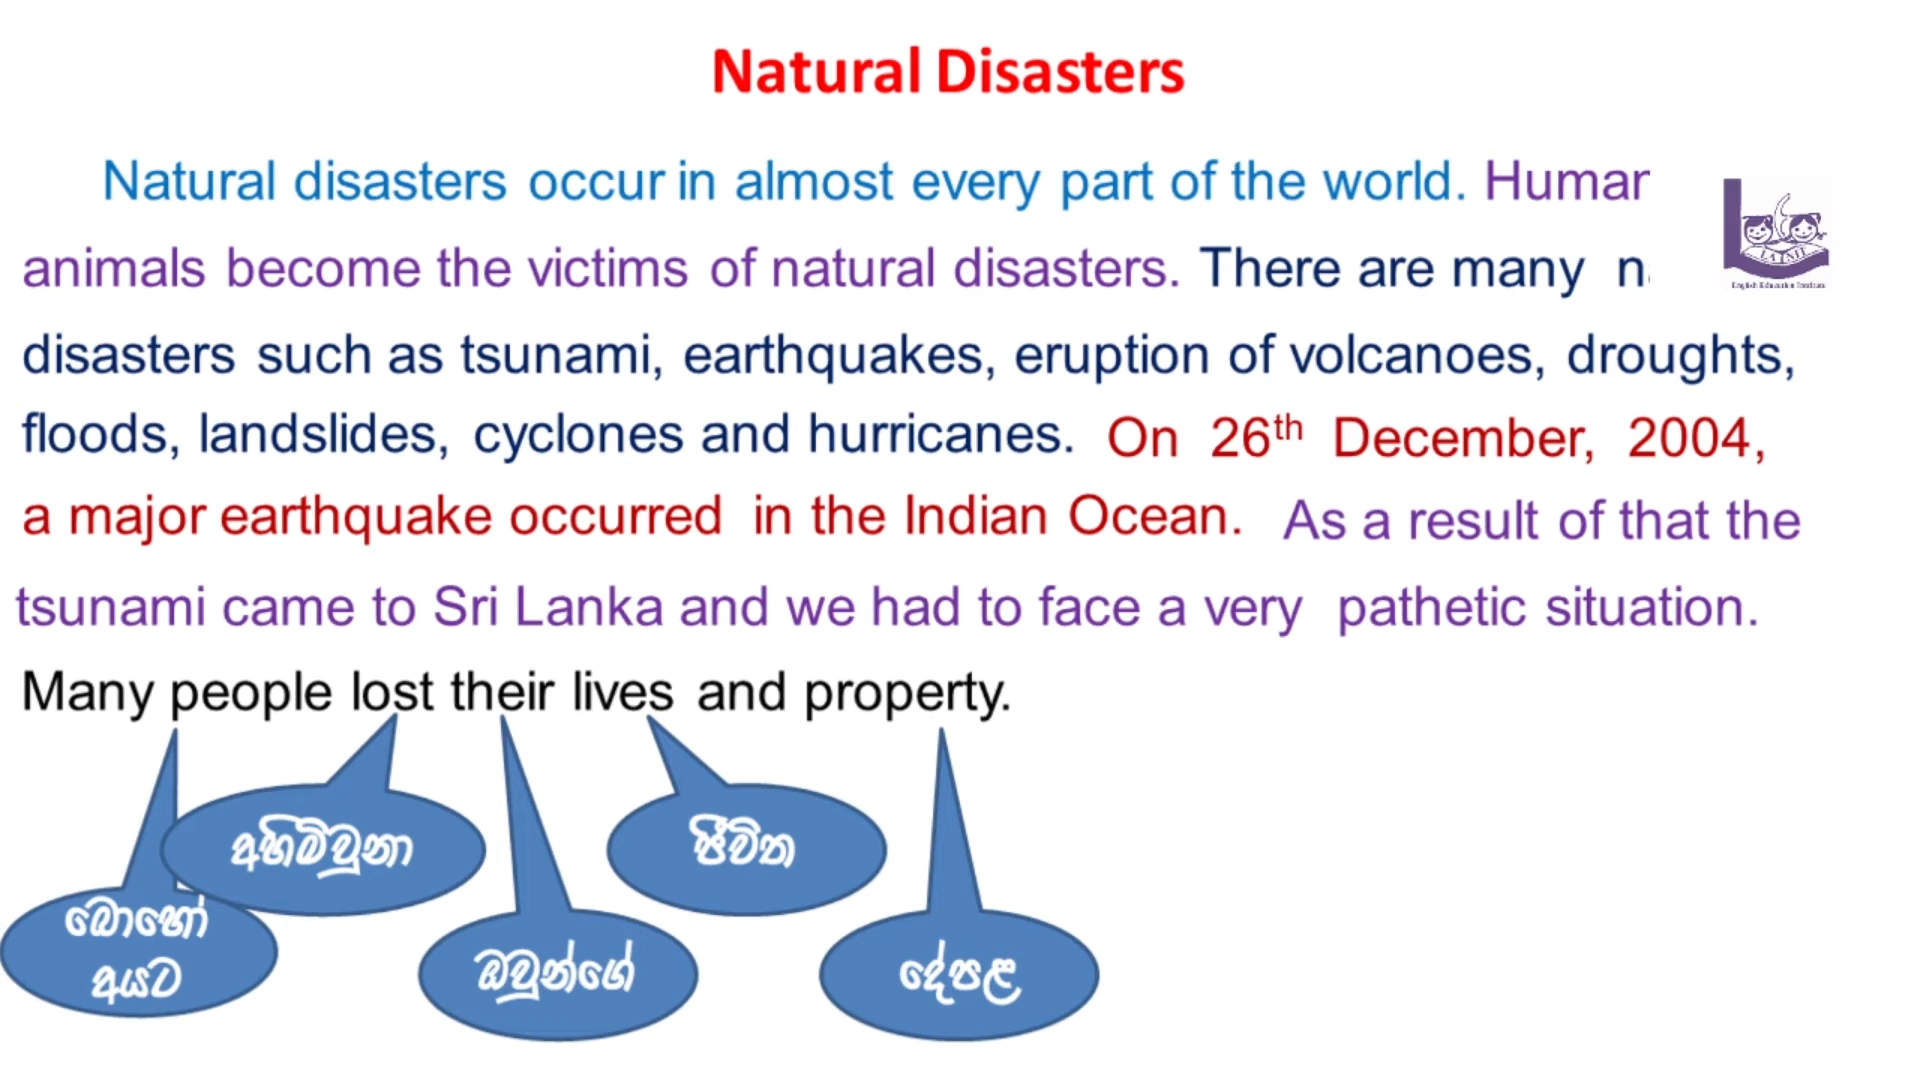 Natural Disasters
Natural disasters occur in almost every part of the world.
animals become the victims of natural disasters. There are many
disasters such as tsunami, earthquakes, eruption of volcanoes, droughts,
floods, landslides, cyclones and hurricanes. On 26th December, 2004,
a major earthquake occurred in the Indian Ocean. As a result of that the
tsunami came to Sri Lanka and we had to face a very pathetic situation.
Many people lost their lives and property.
අහිමිවුනා
ජීවිත
බොහෝ
අයට
ඔවුන්ගේ
දේපළ
English Education Institute